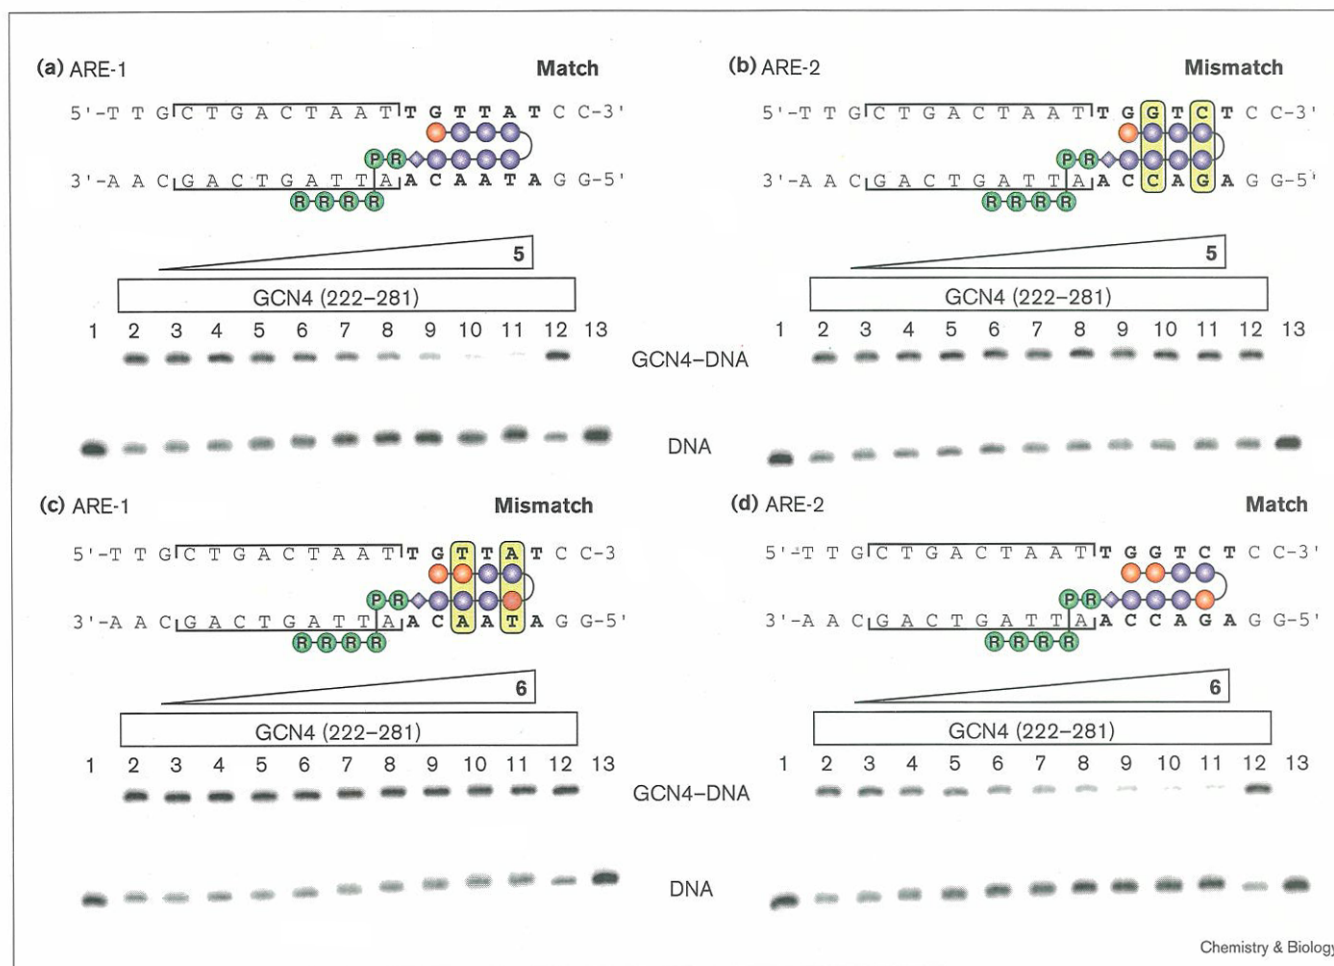 (a) ARE-1 Match
5'-T T G C T G A C T A A T T G T T A T C C-3'
P R
3'-A A C G A C T G A T T A A C A A T A G G-5'
R R R R
5
GCN4 (222–281)
1 2 3 4 5 6 7 8 9 10 11 12 13
(b) ARE-2 Mismatch
5'-T T G C T G A C T A A T T G G T C T C C-3'
P R
3'-A A C G A C T G A T T A A C C A G A G G-5'
R R R R
5
GCN4 (222–281)
1 2 3 4 5 6 7 8 9 10 11 12 13
GCN4–DNA
DNA
(c) ARE-1 Mismatch
5'-T T G C T G A C T A A T T G T T A T C C-3
P R
3'-A A C G A C T G A T T A A C A A T A G G-5'
R R R R
6
GCN4 (222–281)
1 2 3 4 5 6 7 8 9 10 11 12 13
(d) ARE-2 Match
5'-T T G C T G A C T A A T T G G T C T C C-3'
P R
3'-A A C G A C T G A T T A A C C A G A G G-5'
R R R R
6
GCN4 (222–281)
1 2 3 4 5 6 7 8 9 10 11 12 13
GCN4–DNA
DNA
Chemistry & Biology